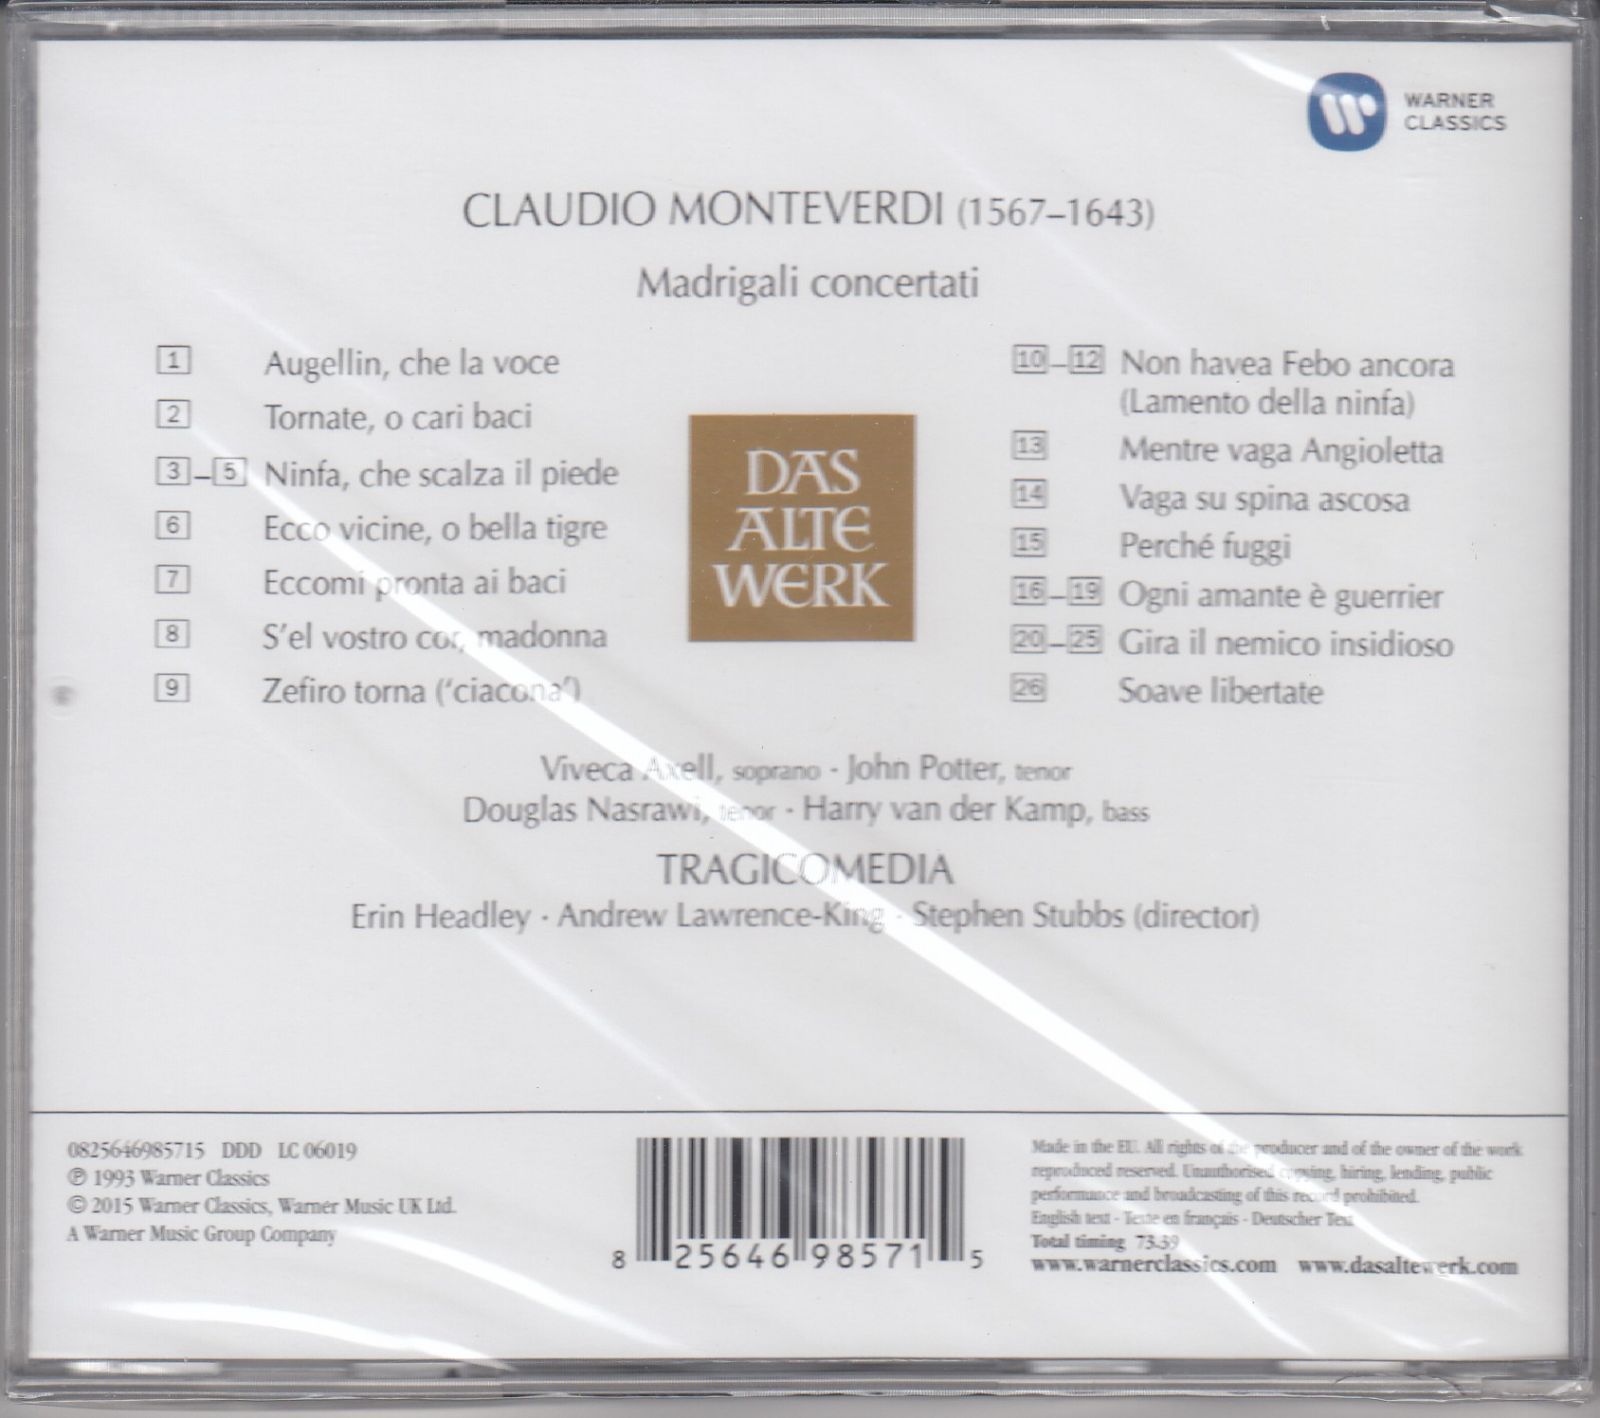 WARNER
CLASSICS
CLAUDIO MONTEVERDI (1567–1643)
Madrigali concertati
1 Augellin, che la voce
2 Tornate, o cari baci
3–5 Ninfa, che scalza il piede
6 Ecco vicine, o bella tigre
7 Eccomi pronta ai baci
8 S'el vostro cor, madonna
9 Zefiro torna ('ciacona')
DAS
ALTE
WERK
10–12 Non havea Febo ancora
(Lamento della ninfa)
13 Mentre vaga Angioletta
14 Vaga su spina ascosa
15 Perché fuggi
16–19 Ogni amante è guerrier
20–25 Gira il nemico insidioso
26 Soave libertate
Viveca Axell, soprano · John Potter, tenor
Douglas Nasrawi, tenor · Harry van der Kamp, bass
TRAGICOMEDIA
Erin Headley · Andrew Lawrence-King · Stephen Stubbs (director)
0825646985715 DDD LC 06019
℗ 1993 Warner Classics
© 2015 Warner Classics, Warner Music UK Ltd.
A Warner Music Group Company
8 25646 98571 5
Made in the EU. All rights of the producer and of the owner of the work
reproduced reserved. Unauthorised copying, hiring, lending, public
performance and broadcasting of this record prohibited.
English text · Texte en français · Deutscher Text
Total timing 73.39
www.warnerclassics.com www.dasaltewerk.com